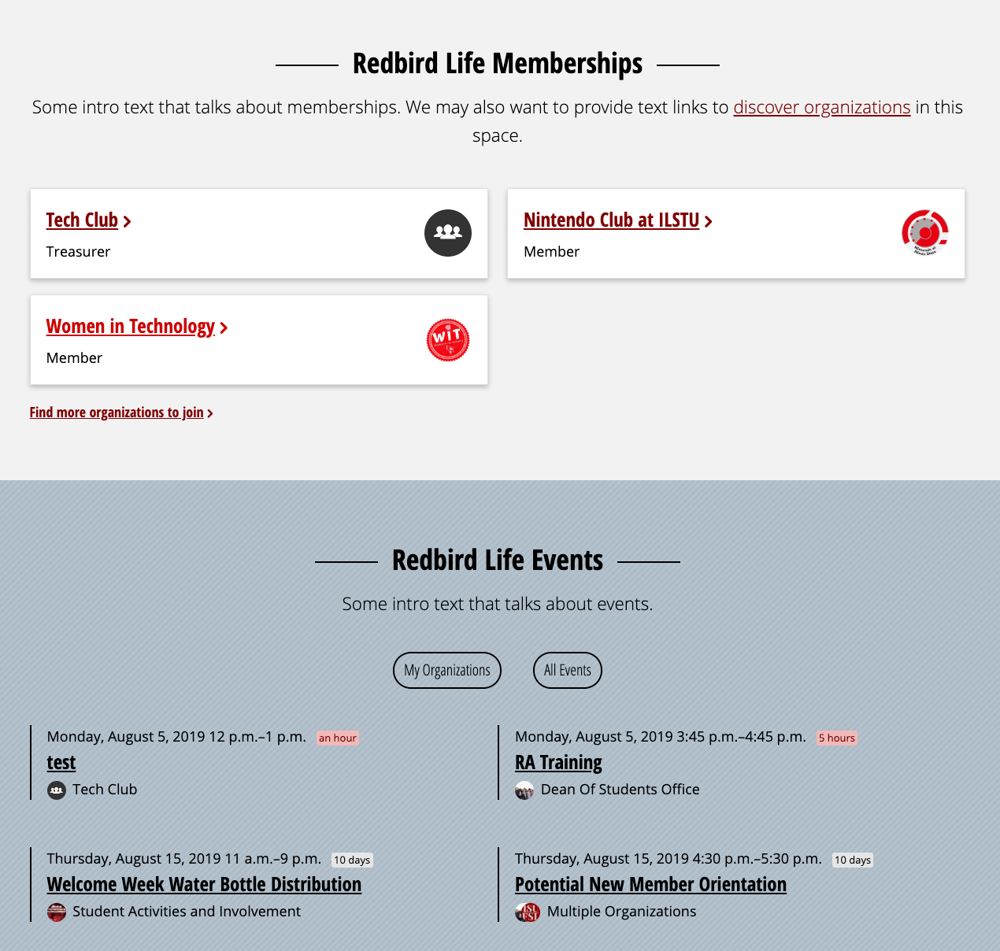 Redbird Life Memberships
Some intro text that talks about memberships. We may also want to provide text links to discover organizations in this
space.
Tech Club
Treasurer
Nintendo Club at ILSTU
Member
Nintendo at
Illinois State
Women in Technology
Member
WiT
Find more organizations to join
Redbird Life Events
Some intro text that talks about events.
My Organizations
All Events
Monday, August 5, 2019 12 p.m.–1 p.m. an hour
test
Tech Club
Monday, August 5, 2019 3:45 p.m.–4:45 p.m. 5 hours
RA Training
Dean Of Students Office
Thursday, August 15, 2019 11 a.m.–9 p.m. 10 days
Welcome Week Water Bottle Distribution
Student Activities and Involvement
Thursday, August 15, 2019 4:30 p.m.–5:30 p.m. 10 days
Potential New Member Orientation
Multiple Organizations